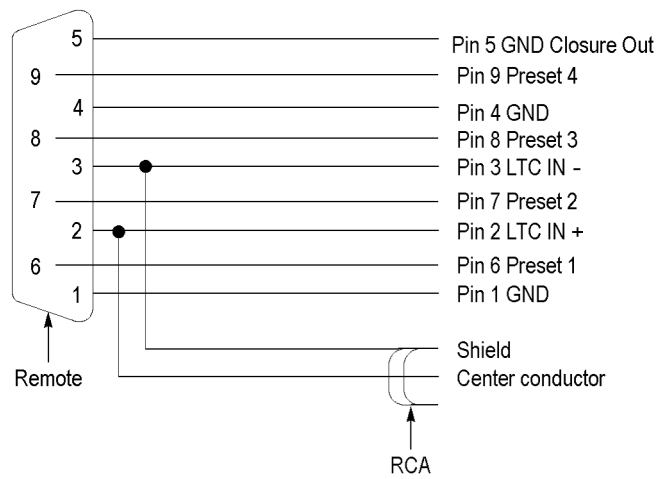 5 Pin 5 GND Closure Out
9 Pin 9 Preset 4
4 Pin 4 GND
8 Pin 8 Preset 3
3 Pin 3 LTC IN -
7 Pin 7 Preset 2
2 Pin 2 LTC IN +
6 Pin 6 Preset 1
1 Pin 1 GND
Shield
Remote Center conductor
RCA